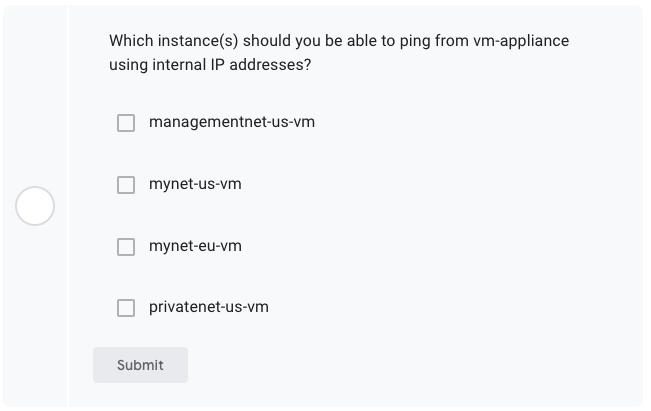 Which instance(s) should you be able to ping from vm-appliance
using internal IP addresses?
managementnet-us-vm
mynet-us-vm
mynet-eu-vm
privatenet-us-vm
Submit